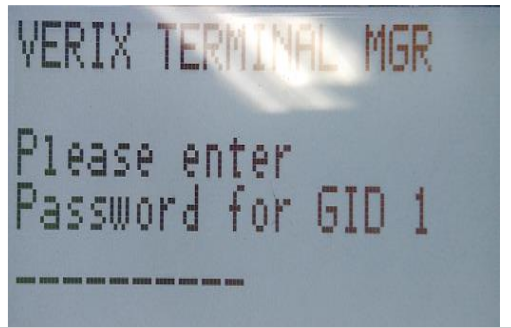 VERIX TERMINAL MGR
Please enter
Password for GID 1
----------